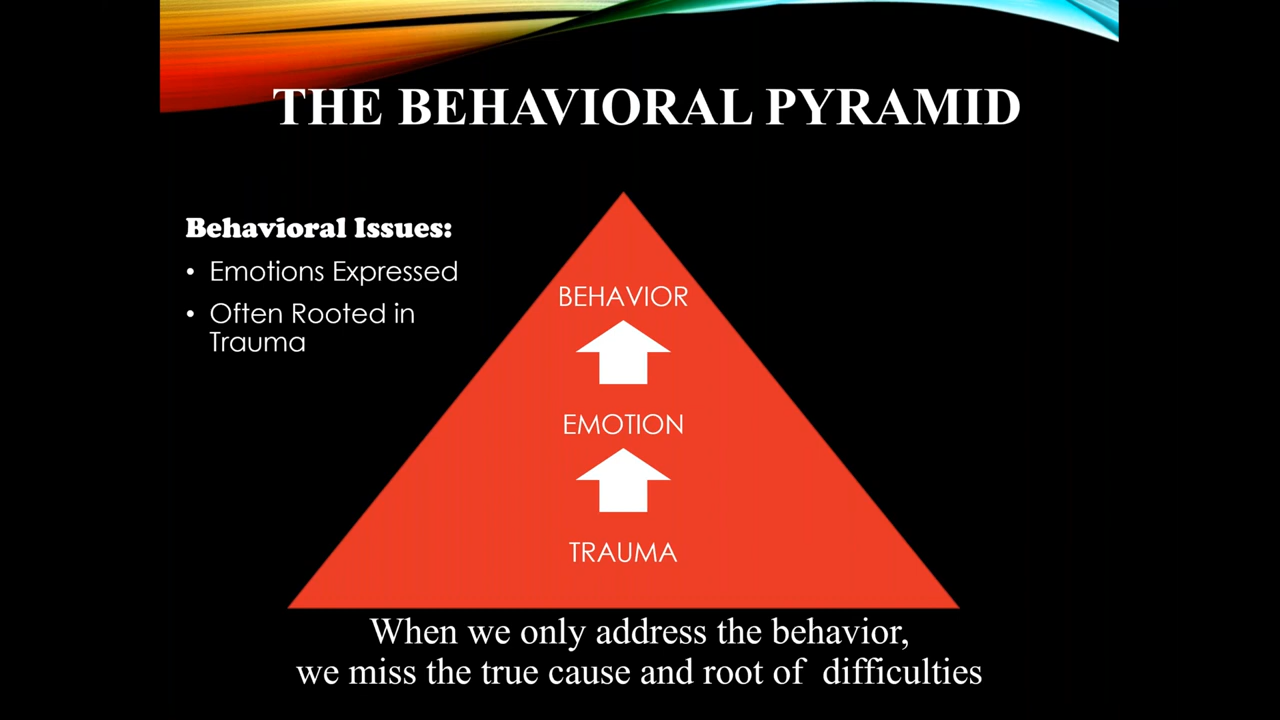 THE BEHAVIORAL PYRAMID
Behavioral Issues:
• Emotions Expressed
• Often Rooted in
Trauma
BEHAVIOR
EMOTION
TRAUMA
When we only address the behavior,
we miss the true cause and root of difficulties